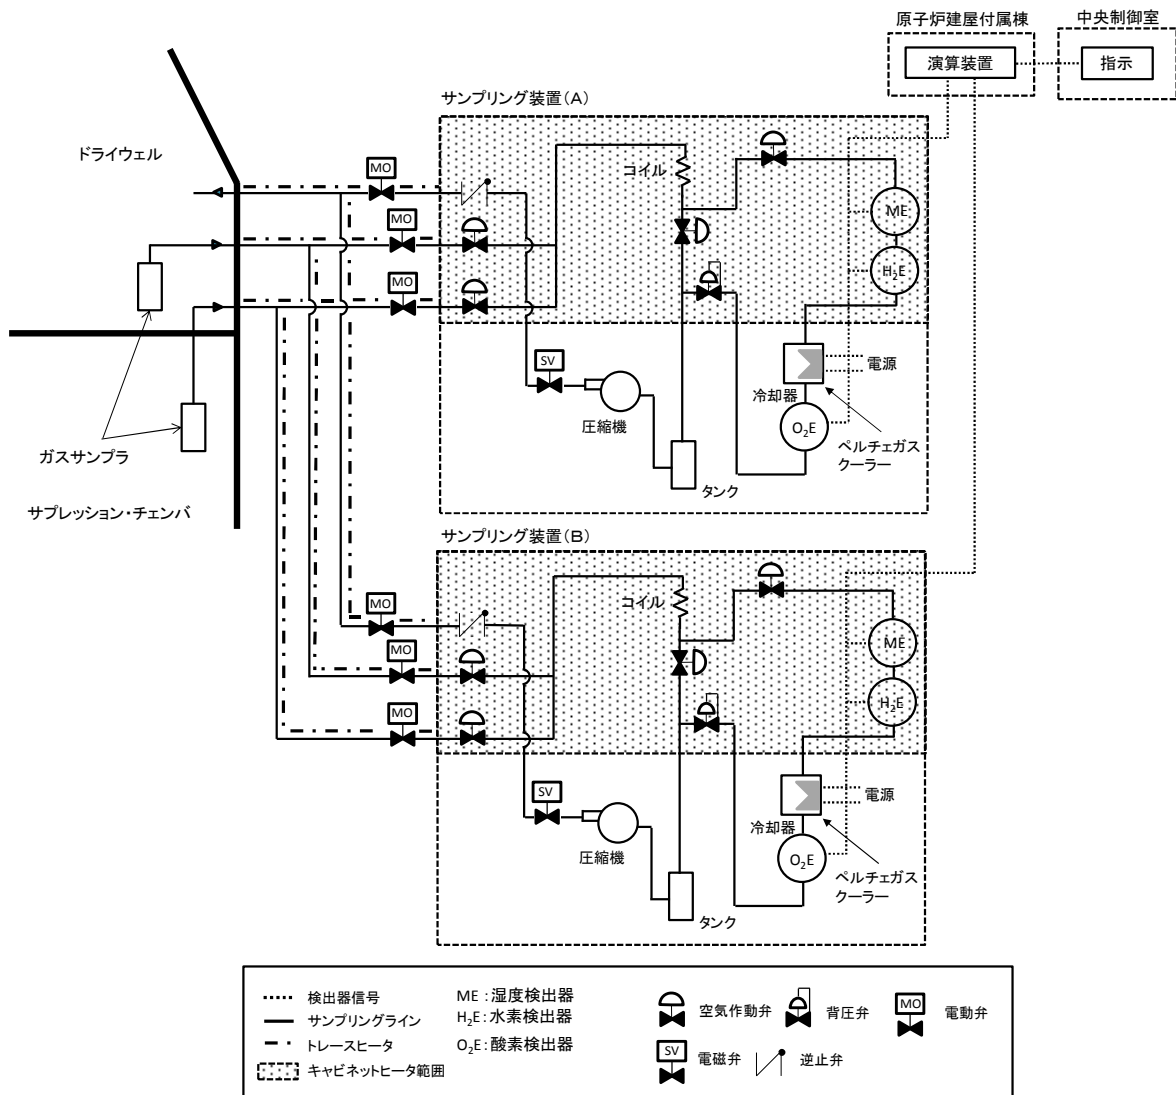 原子炉建屋付属棟
中央制御室
演算装置
指示
サンプリング装置(A)
ドライウェル
MO
コイル
MO
ME
MO
H₂E
SV
電源
冷却器
圧縮機
O₂E
ペルチェガス
クーラー
ガスサンプラ
タンク
サプレッション・チェンバ
サンプリング装置(B)
コイル
MO
MO
ME
MO
H₂E
SV
電源
冷却器
圧縮機
O₂E
ペルチェガス
クーラー
タンク
検出器信号
サンプリングライン
トレースヒータ
キャビネットヒータ範囲
ME:湿度検出器
H₂E:水素検出器
O₂E:酸素検出器
空気作動弁
背圧弁
MO
電動弁
SV
電磁弁
逆止弁